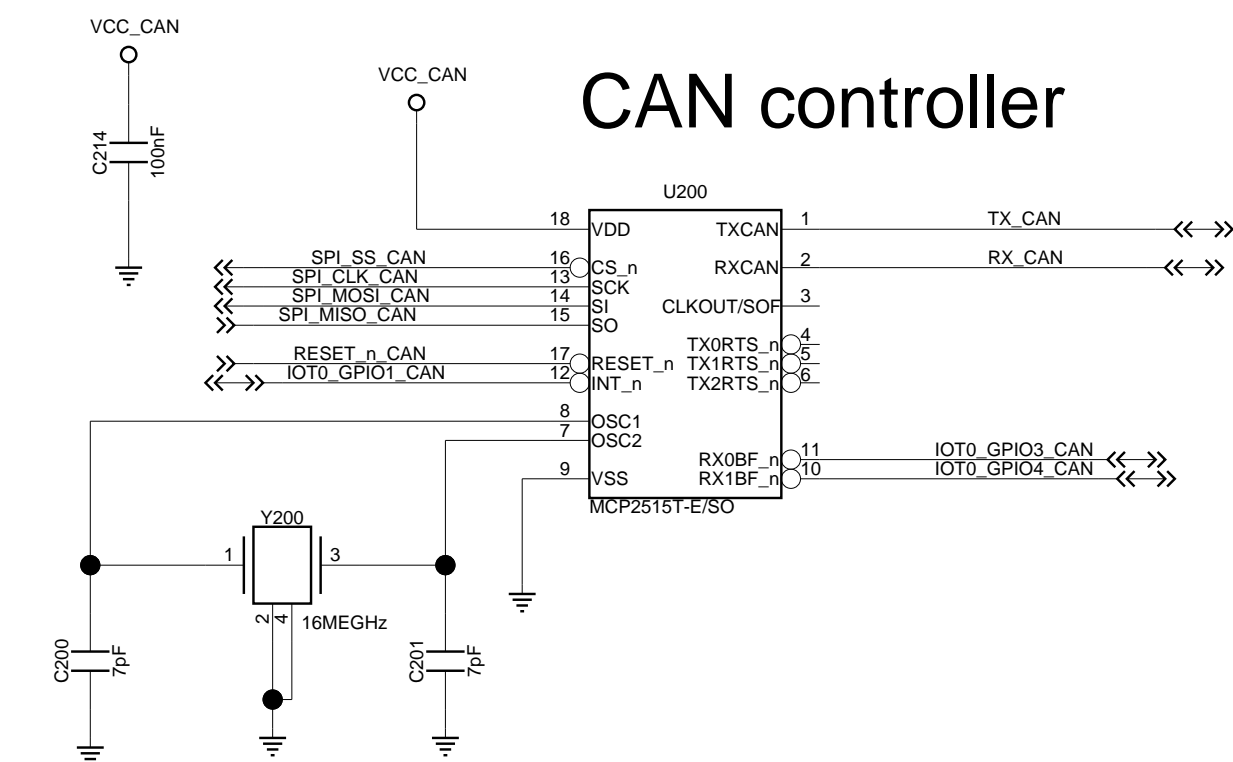 VCC_CAN
VCC_CAN
CAN controller
C214
100nF
U200
18
VDD
TXCAN
1
TX_CAN
SPI_SS_CAN
16
CS_n
RXCAN
2
RX_CAN
SPI_CLK_CAN
13
SCK
SPI_MOSI_CAN
14
SI
CLKOUT/SOF
3
SPI_MISO_CAN
15
SO
TX0RTS_n
4
RESET_n_CAN
17
RESET_n
TX1RTS_n
5
IOT0_GPIO1_CAN
12
INT_n
TX2RTS_n
6
8
OSC1
7
OSC2
RX0BF_n
11
IOT0_GPIO3_CAN
9
VSS
RX1BF_n
10
IOT0_GPIO4_CAN
MCP2515T-E/SO
Y200
1
3
2
4
16MEGHz
C200
7pF
C201
7pF